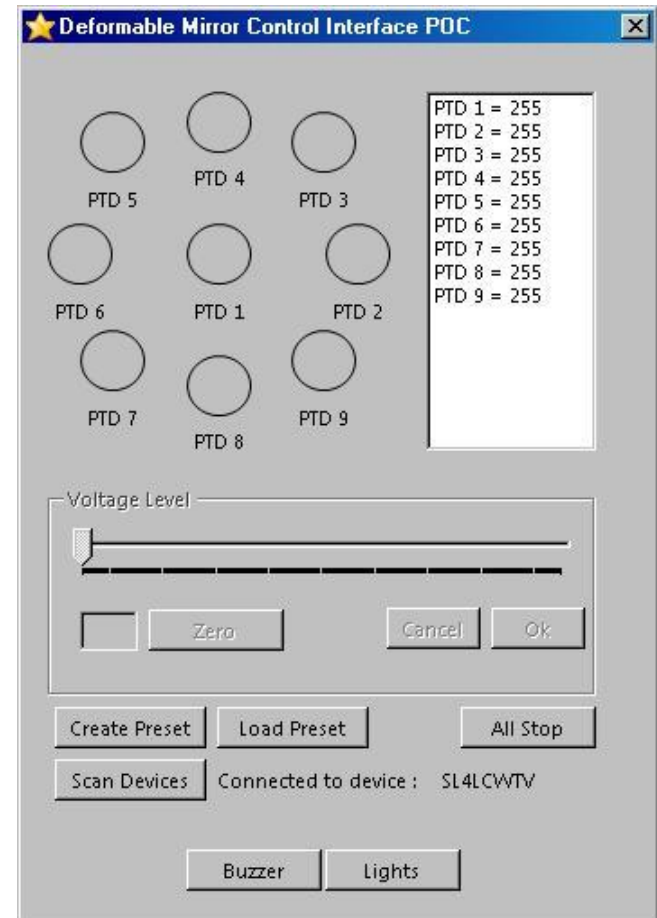 Deformable Mirror Control Interface POC
PTD 5
PTD 4
PTD 3
PTD 6
PTD 1
PTD 2
PTD 7
PTD 8
PTD 9
PTD 1 = 255
PTD 2 = 255
PTD 3 = 255
PTD 4 = 255
PTD 5 = 255
PTD 6 = 255
PTD 7 = 255
PTD 8 = 255
PTD 9 = 255
Voltage Level
Zero Cancel Ok
Create Preset Load Preset All Stop
Scan Devices Connected to device : SL4LCWTV
Buzzer Lights